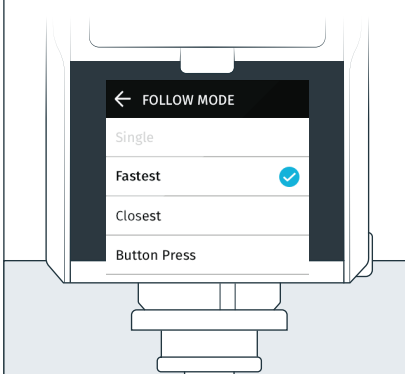 FOLLOW MODE
Single
Fastest
Closest
Button Press